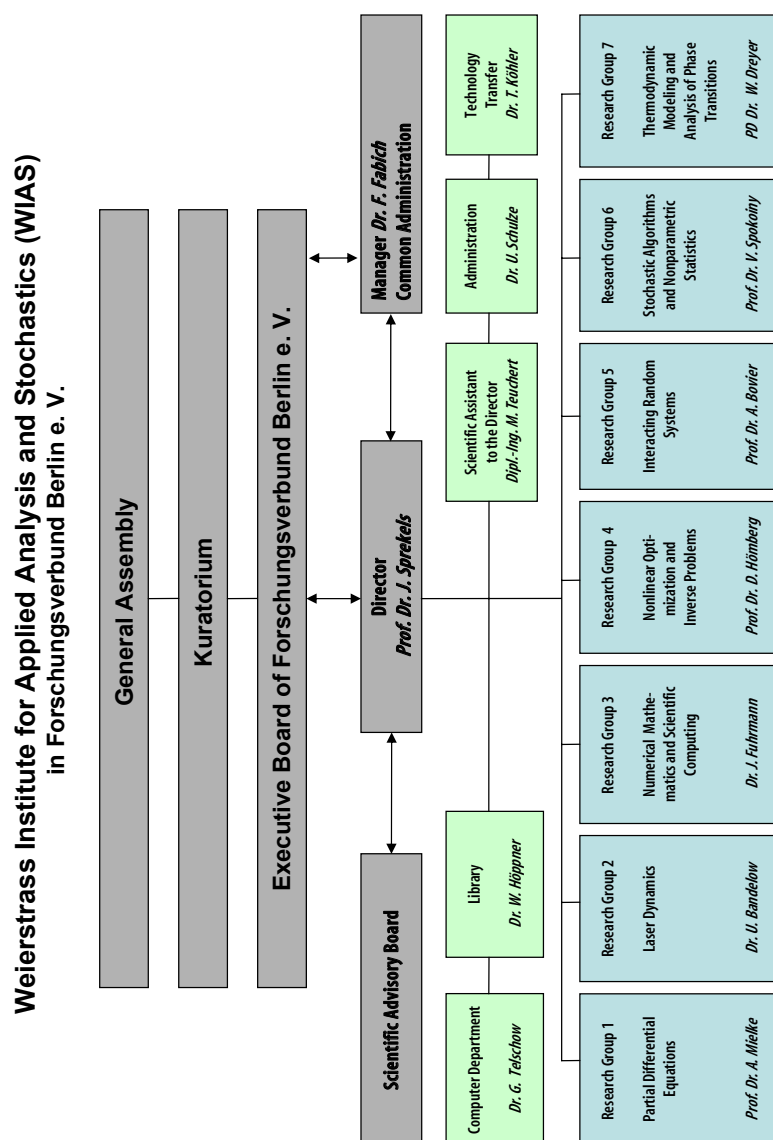 Weierstrass Institute for Applied Analysis and Stochastics (WIAS)
in Forschungsverbund Berlin e. V.
General Assembly
Kuratorium
Executive Board of Forschungsverbund Berlin e. V.
Scientific Advisory Board
Director
Prof. Dr. J. Sprekels
Manager Dr. F. Fabich
Common Administration
Computer Department
Dr. G. Telschow
Library
Dr. W. Höppner
Scientific Assistant
to the Director
Dipl.-Ing. M. Teuchert
Administration
Dr. U. Schulze
Technology
Transfer
Dr. T. Köhler
Research Group 1
Partial Differential
Equations
Prof. Dr. A. Mielke
Research Group 2
Laser Dynamics
Dr. U. Bandelow
Research Group 3
Numerical Mathe-
matics and Scientific
Computing
Dr. J. Fuhrmann
Research Group 4
Nonlinear Opti-
mization and
Inverse Problems
Prof. Dr. D. Hömberg
Research Group 5
Interacting Random
Systems
Prof. Dr. A. Bovier
Research Group 6
Stochastic Algorithms
and Nonparametric
Statistics
Prof. Dr. V. Spokoiny
Research Group 7
Thermodynamic
Modeling and
Analysis of Phase
Transitions
PD Dr. W. Dreyer